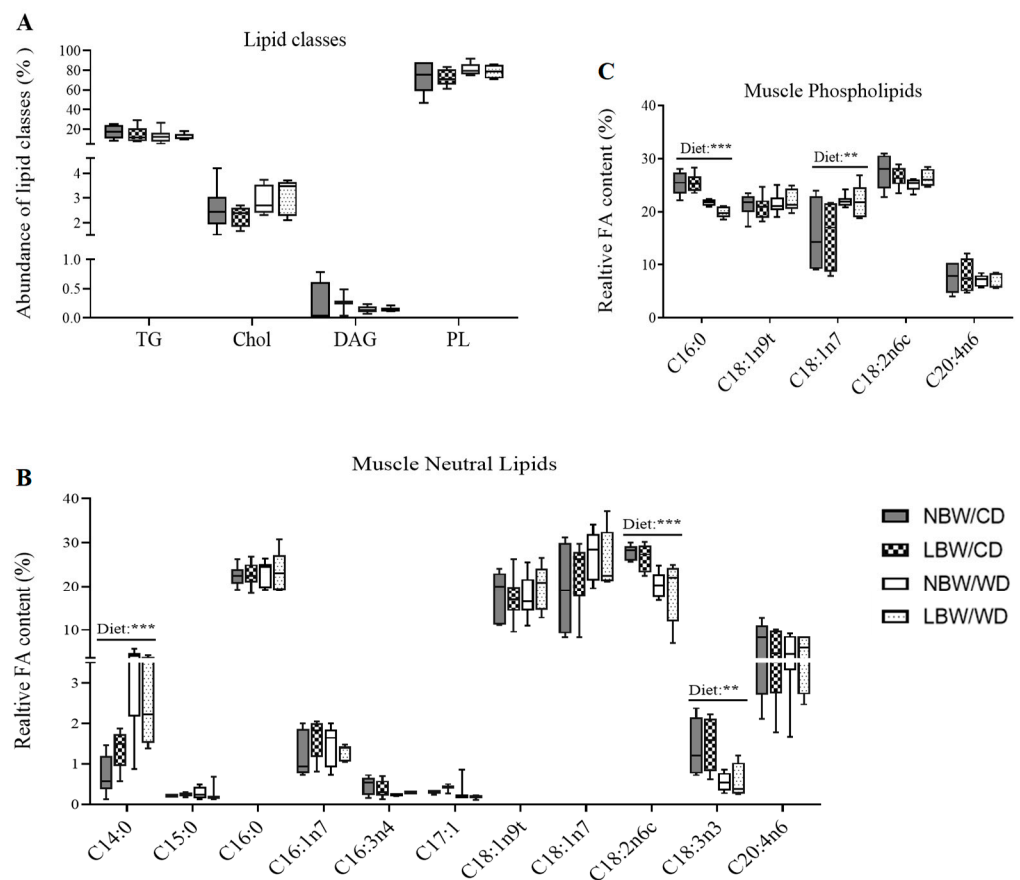 A
Lipid classes
Abundance of lipid classes (% )
100
80
60
40
20
3
2
1.0
0.5
0.0
TG
Chol
DAG
PL
C
Muscle Phospholipids
Realtive FA content (%)
40
30
20
10
0
Diet:***
Diet:**
C16:0
C18:1n9t
C18:1n7
C18:2n6c
C20:4n6
B
Muscle Neutral Lipids
Realtive FA content (%)
40
30
20
10
3
2
1
0
Diet:***
Diet:***
Diet:**
C14:0
C15:0
C16:0
C16:1n7
C16:3n4
C17:1
C18:1n9t
C18:1n7
C18:2n6c
C18:3n3
C20:4n6
NBW/CD
LBW/CD
NBW/WD
LBW/WD